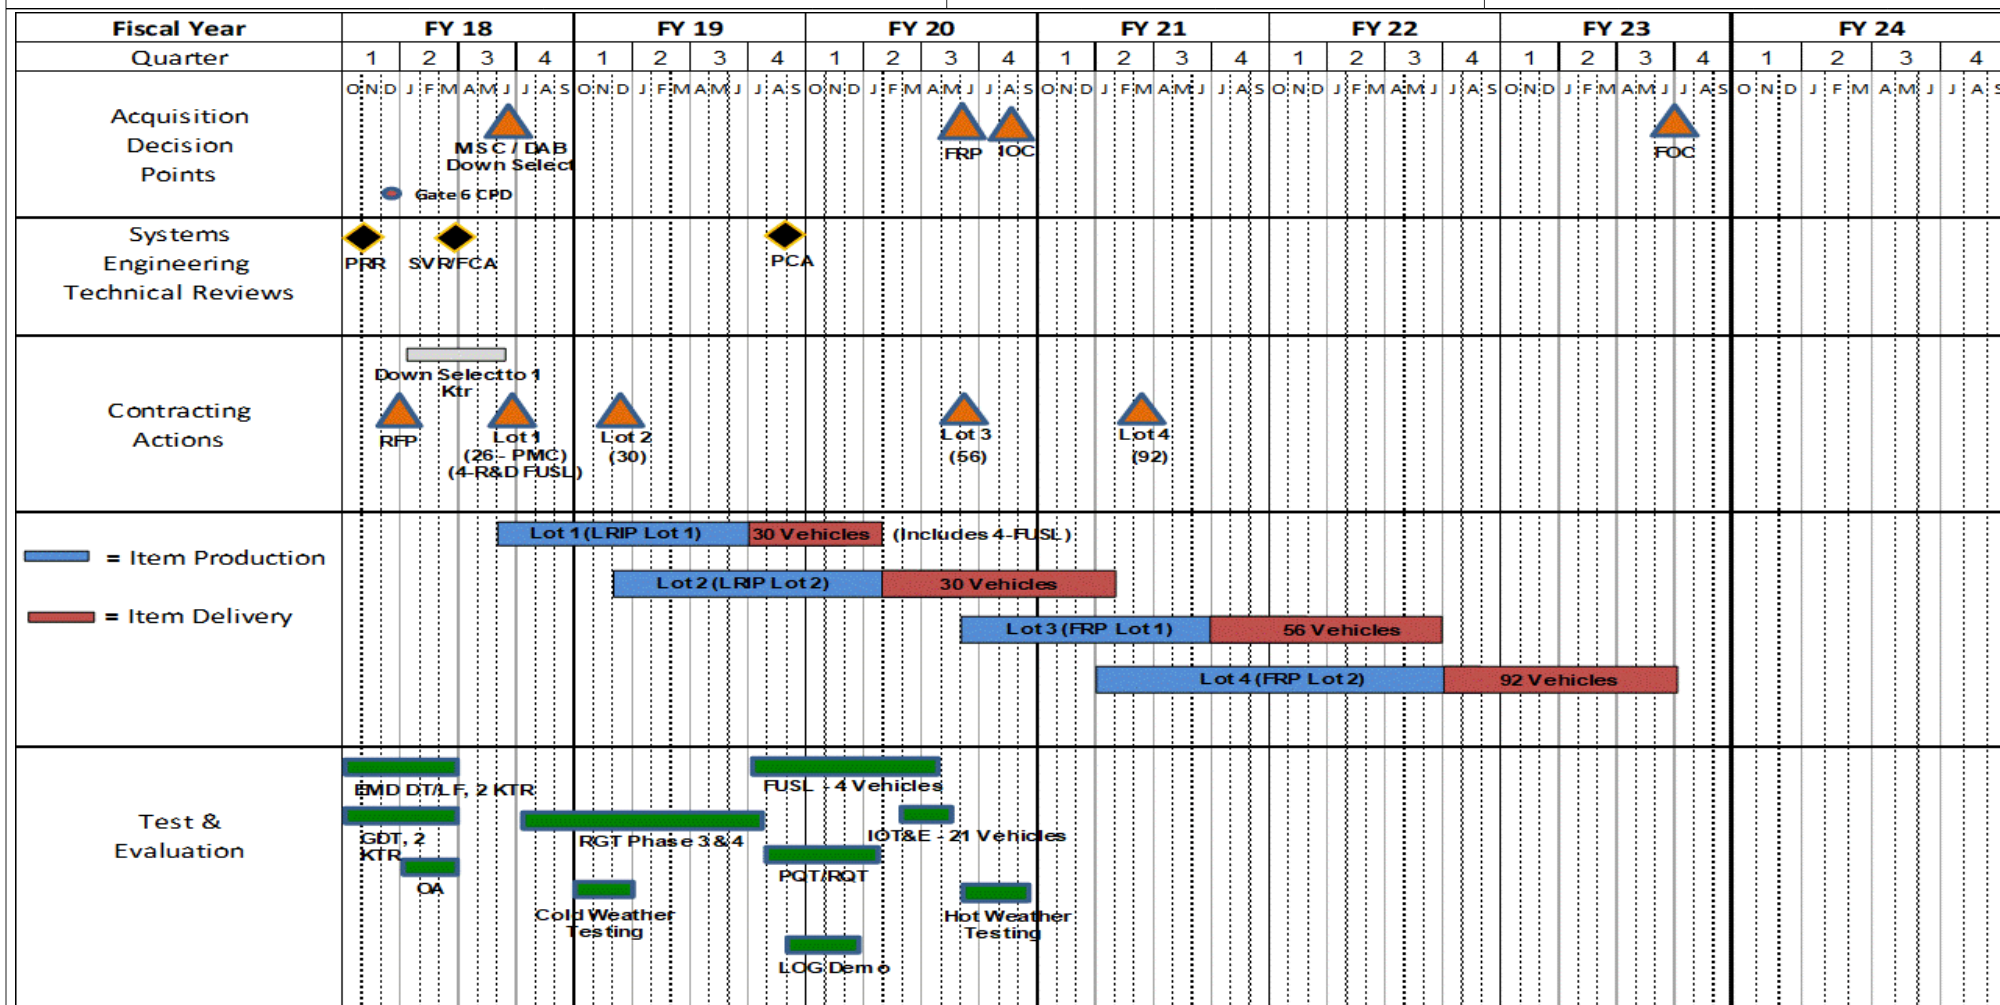 Fiscal Year FY 18 FY 19 FY 20 FY 21 FY 22 FY 23 FY 24
Quarter 1 2 3 4 1 2 3 4 1 2 3 4 1 2 3 4 1 2 3 4 1 2 3 4 1 2 3 4
O N D J F M A M J J A S O N D J F M A M J J A S O N D J F M A M J J A S O N D J F M A M J J A S O N D J F M A M J J A S O N D J F M A M J J A S O N D J F M A M J J A S
Acquisition
Decision
Points
MSC / DAB
Down Select
FRP IOC
FOC
Gate 6 CPD
Systems
Engineering
Technical Reviews
PRR SVR/FCA PCA
Contracting
Actions
Down Select to 1
Ktr
RFP
Lot 1
(26 - PMC)
(4-R&D FUSL)
Lot 2
(30)
Lot 3
(56)
Lot 4
(92)
= Item Production
= Item Delivery
Lot 1 (LRIP Lot 1) 30 Vehicles (Includes 4-FUSL)
Lot 2 (LRIP Lot 2) 30 Vehicles
Lot 3 (FRP Lot 1) 56 Vehicles
Lot 4 (FRP Lot 2) 92 Vehicles
Test &
Evaluation
EMD DT/LF, 2 KTR
FUSL - 4 Vehicles
GDT, 2
KTR
RGT Phase 3 & 4
IOT&E - 21 Vehicles
OA
PQT/RQT
Cold Weather
Testing
Hot Weather
Testing
LOG Demo